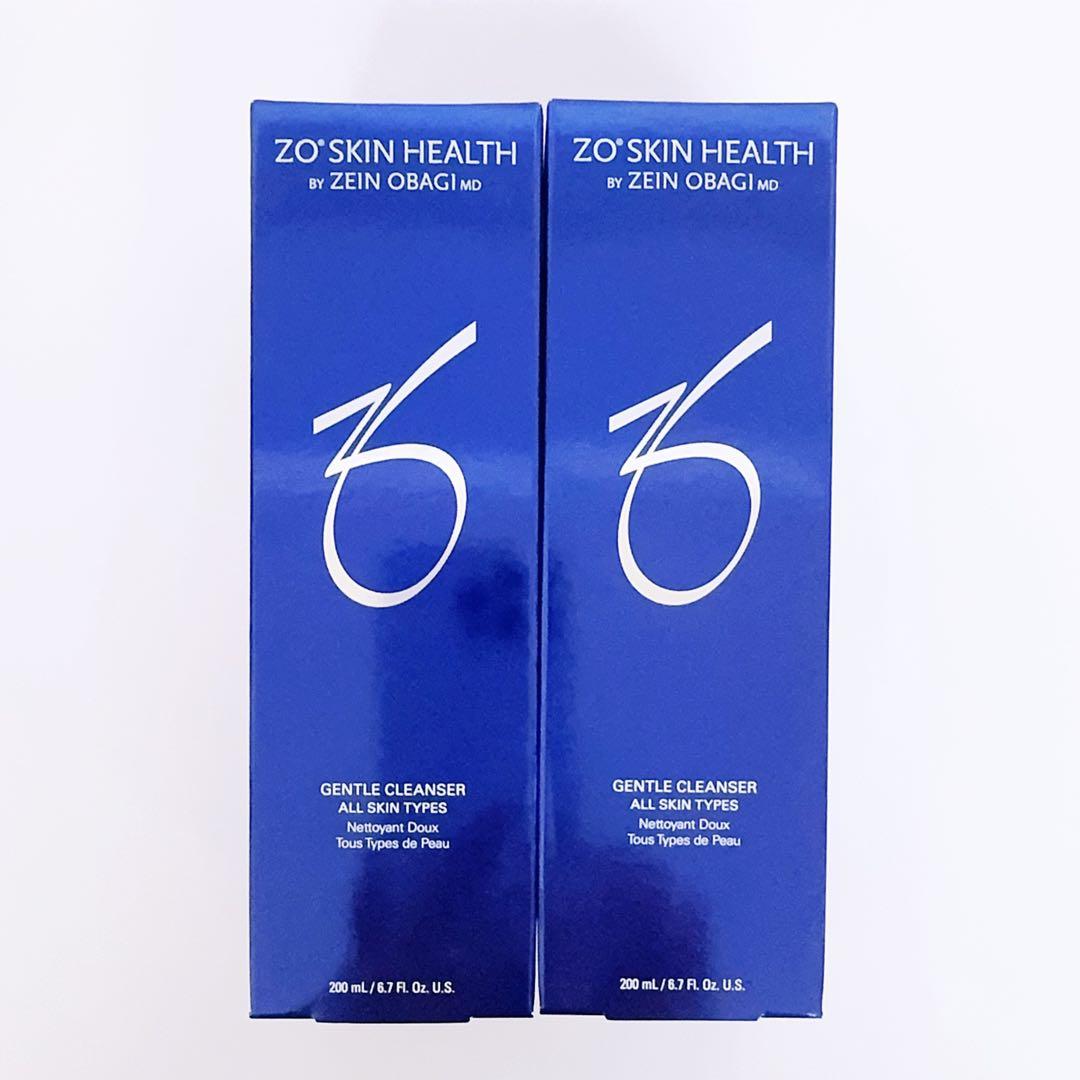 ZO® SKIN HEALTH
BY ZEIN OBAGI MD
GENTLE CLEANSER
ALL SKIN TYPES
Nettoyant Doux
Tous Types de Peau
200 mL / 6.7 Fl. Oz. U.S.
ZO® SKIN HEALTH
BY ZEIN OBAGI MD
GENTLE CLEANSER
ALL SKIN TYPES
Nettoyant Doux
Tous Types de Peau
200 mL / 6.7 Fl. Oz. U.S.